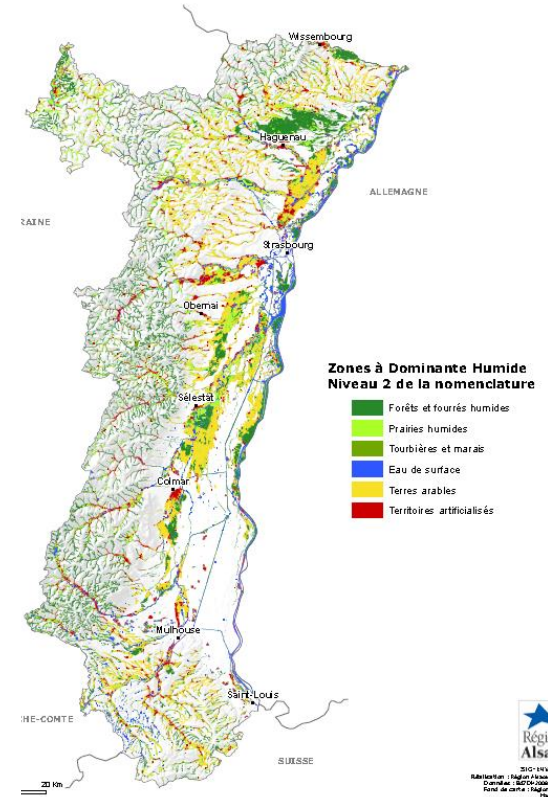 Wissembourg
Haguenau
ALLEMAGNE
RAINE
Strasbourg
Obernai
Zones à Dominante Humide
Niveau 2 de la nomenclature
Forêts et fourrés humides
Prairies humides
Tourbières et marais
Eau de surface
Terres arables
Territoires artificialisés
Sélestat
Colmar
Mulhouse
Saint-Louis
HE-COMTE
SUISSE
20 Km
Régi
Alsa